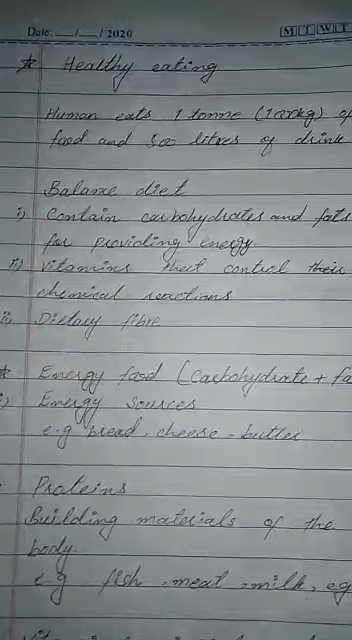 Date: __/__/2020 M T W T
★ Healthy eating
Human eats 1 tonne (1000kg) of
food and 500 litres of drink
Balance diet
i) Contain carbohydrates and fats
for providing energy
ii) Vitamins that control their
chemical reactions
Dietary fibre
Energy food (Carbohydrate + fa
i) Energy sources
e.g bread, cheese - butter
Proteins
Building materials of the
body
e.g fish, meat, milk, eg